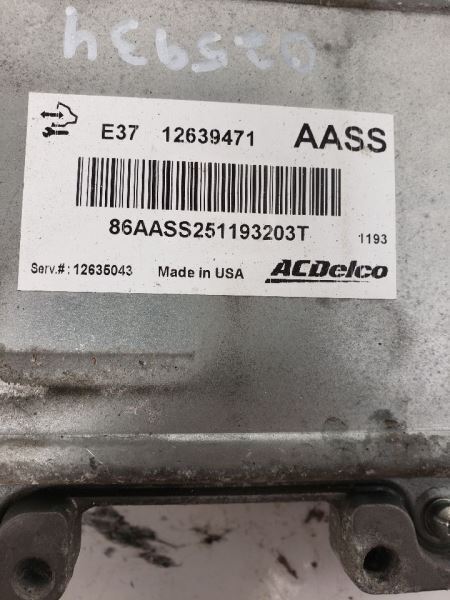 E37 12639471 AASS
86AASS251193203T 1193
Serv.#: 12635043 Made in USA ACDelco